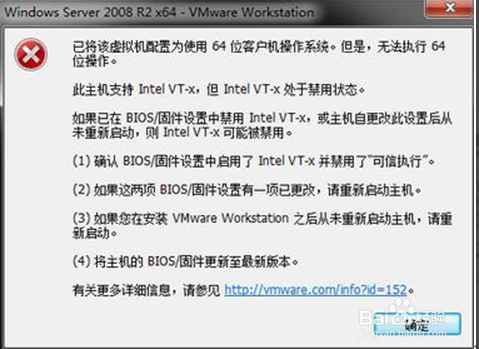 Windows Server 2008 R2 x64 - VMware Workstation
已将该虚拟机配置为使用 64 位客户机操作系统。但是，无法执行 64
位操作。
此主机支持 Intel VT-x，但 Intel VT-x 处于禁用状态。
如果已在 BIOS/固件设置中禁用 Intel VT-x，或主机自更改此设置后从
未重新启动，则 Intel VT-x 可能被禁用。
(1) 确认 BIOS/固件设置中启用了 Intel VT-x 并禁用了“可信执行”。
(2) 如果这两项 BIOS/固件设置有一项已更改，请重新启动主机。
(3) 如果您在安装 VMware Workstation 之后从未重新启动主机，请重
新启动。
(4) 将主机的 BIOS/固件更新至最新版本。
有关更多详细信息，请参见 http://vmware.com/info?id=152。
确定